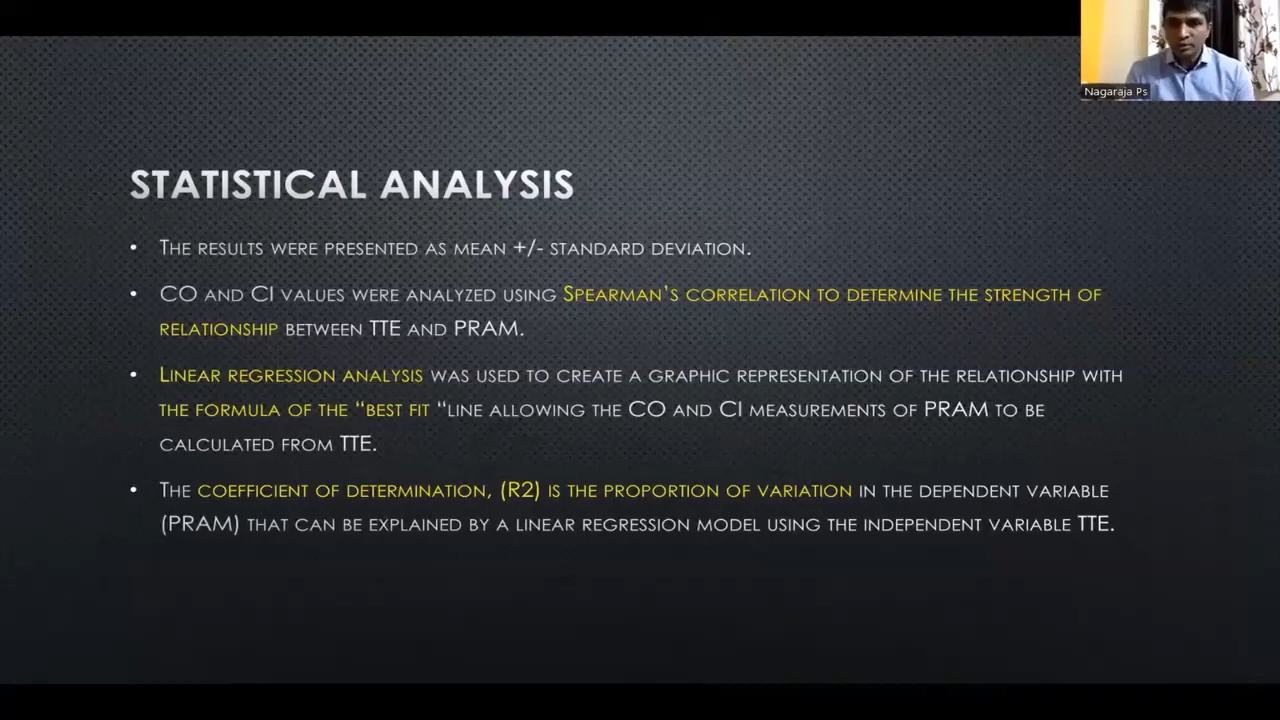 Nagaraja Ps
STATISTICAL ANALYSIS
• THE RESULTS WERE PRESENTED AS MEAN +/- STANDARD DEVIATION.
• CO AND CI VALUES WERE ANALYZED USING SPEARMAN'S CORRELATION TO DETERMINE THE STRENGTH OF
RELATIONSHIP BETWEEN TTE AND PRAM.
• LINEAR REGRESSION ANALYSIS WAS USED TO CREATE A GRAPHIC REPRESENTATION OF THE RELATIONSHIP WITH
THE FORMULA OF THE “BEST FIT “LINE ALLOWING THE CO AND CI MEASUREMENTS OF PRAM TO BE
CALCULATED FROM TTE.
• THE COEFFICIENT OF DETERMINATION, (R2) IS THE PROPORTION OF VARIATION IN THE DEPENDENT VARIABLE
(PRAM) THAT CAN BE EXPLAINED BY A LINEAR REGRESSION MODEL USING THE INDEPENDENT VARIABLE TTE.